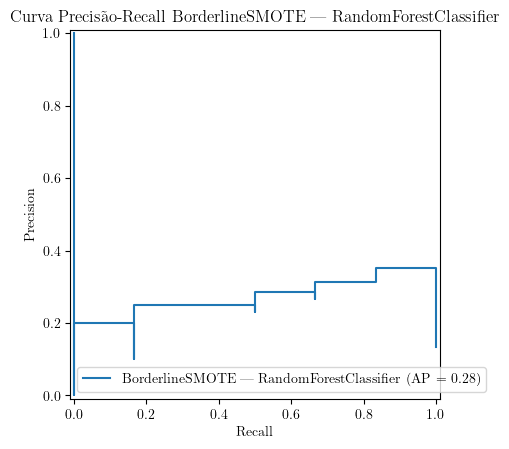 Curva Precisão-Recall BorderlineSMOTE — RandomForestClassifier
1.0
0.8
0.6
0.4
0.2
0.0
Precision
BorderlineSMOTE — RandomForestClassifier (AP = 0.28)
0.0 0.2 0.4 0.6 0.8 1.0
Recall